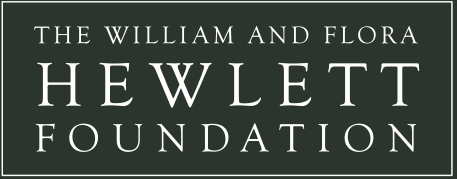 THE WILLIAM AND FLORA
HEWLETT
FOUNDATION